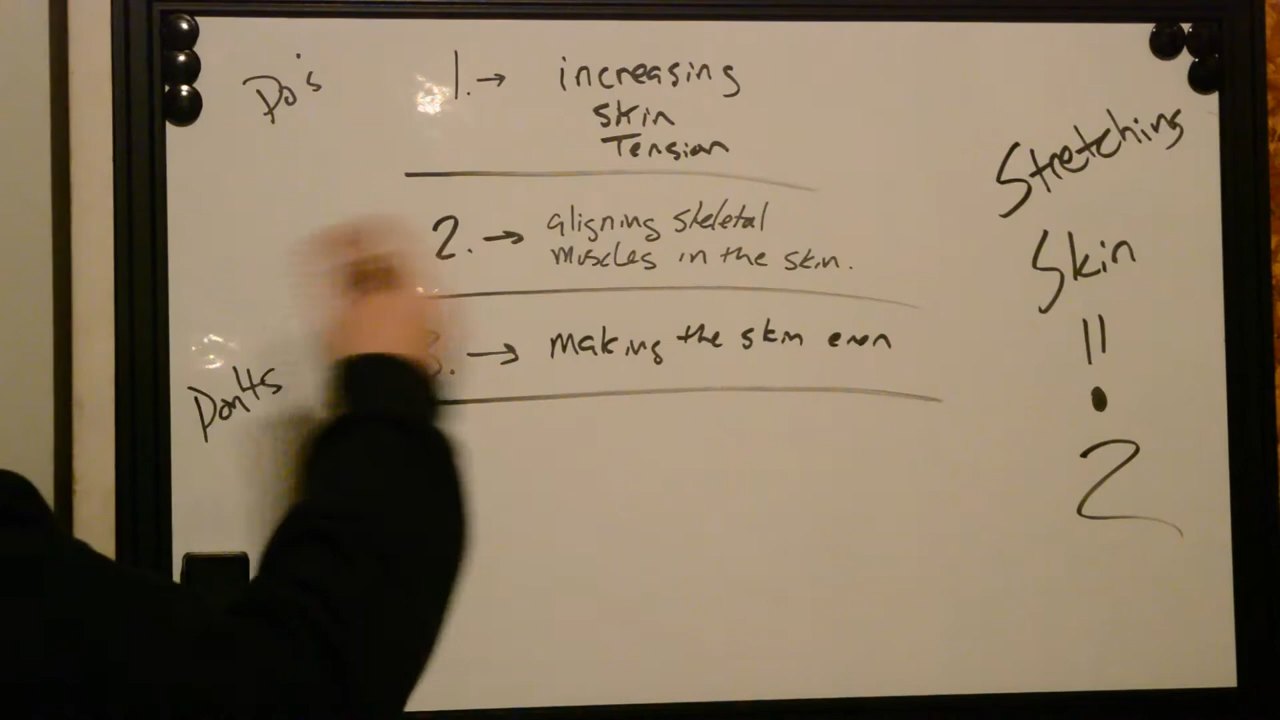 Do's
1. → increasing
skin
Tension
2. → aligning skeletal
muscles in the skin.
3. → making the skin even
Don'ts
Stretching
Skin
!!
2